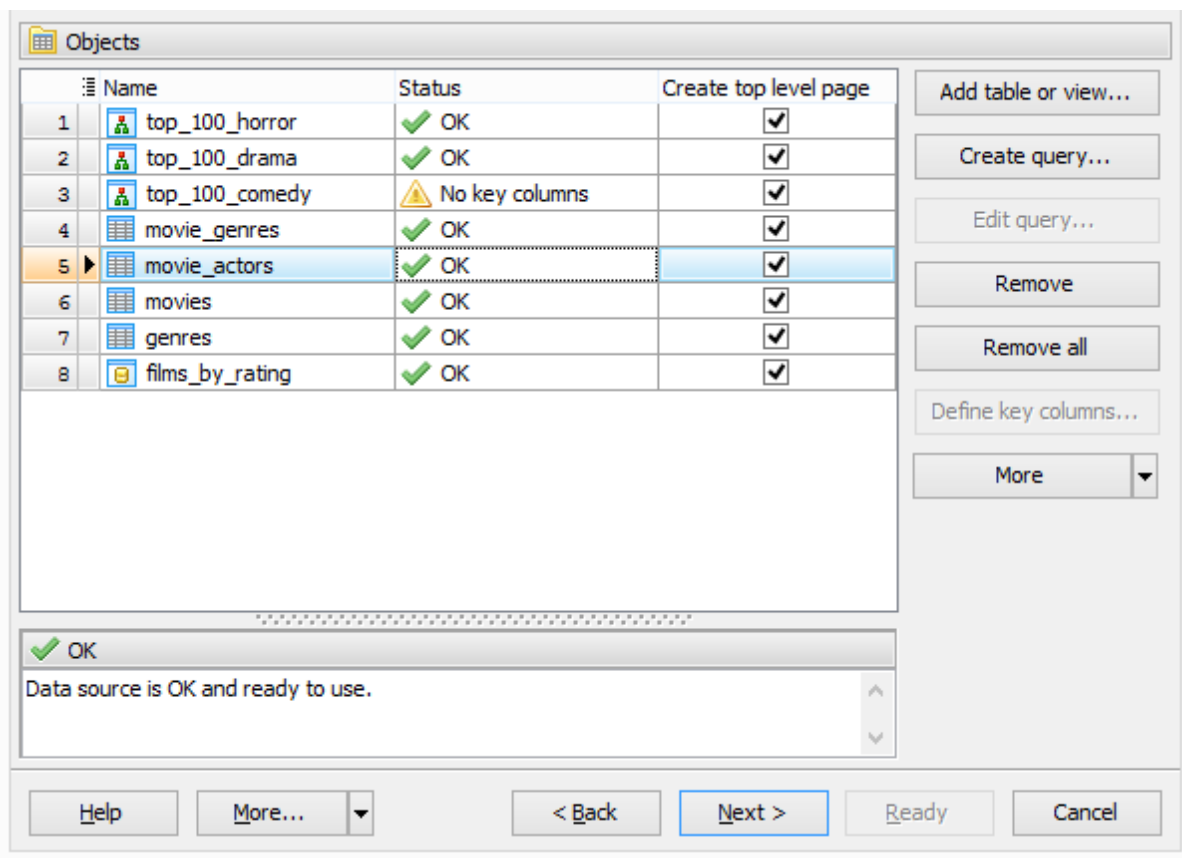 Objects
Name Status Create top level page
1 top_100_horror OK
2 top_100_drama OK
3 top_100_comedy No key columns
4 movie_genres OK
5 movie_actors OK
6 movies OK
7 genres OK
8 films_by_rating OK
Add table or view...
Create query...
Edit query...
Remove
Remove all
Define key columns...
More
OK
Data source is OK and ready to use.
Help More... < Back Next > Ready Cancel